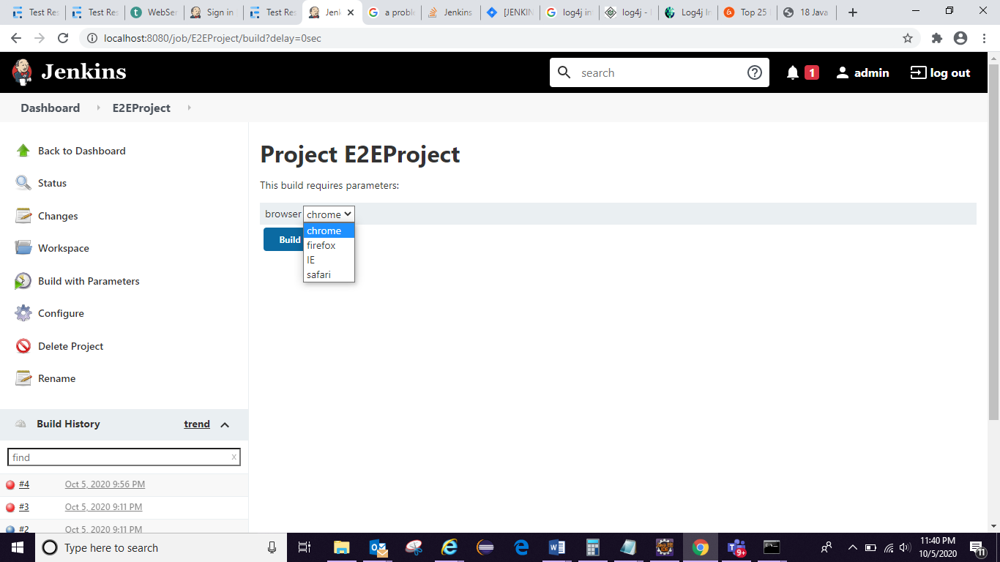 Test Res
Test Res
WebSer
Sign in
Test Res
Jenk
a proble
Jenkins
[JENKIN
log4j in
log4j -
Log4j In
Top 25
18 Java
localhost:8080/job/E2EProject/build?delay=0sec
Jenkins
search
1
admin
log out
Dashboard
E2EProject
Back to Dashboard
Status
Changes
Workspace
Build with Parameters
Configure
Delete Project
Rename
Project E2EProject
This build requires parameters:
browser chrome
chrome
firefox
IE
safari
Build
Build History trend
find x
#4 Oct 5, 2020 9:56 PM
#3 Oct 5, 2020 9:11 PM
#2 Oct 5, 2020 9:11 PM
Type here to search
9+
11:40 PM
10/5/2020
11